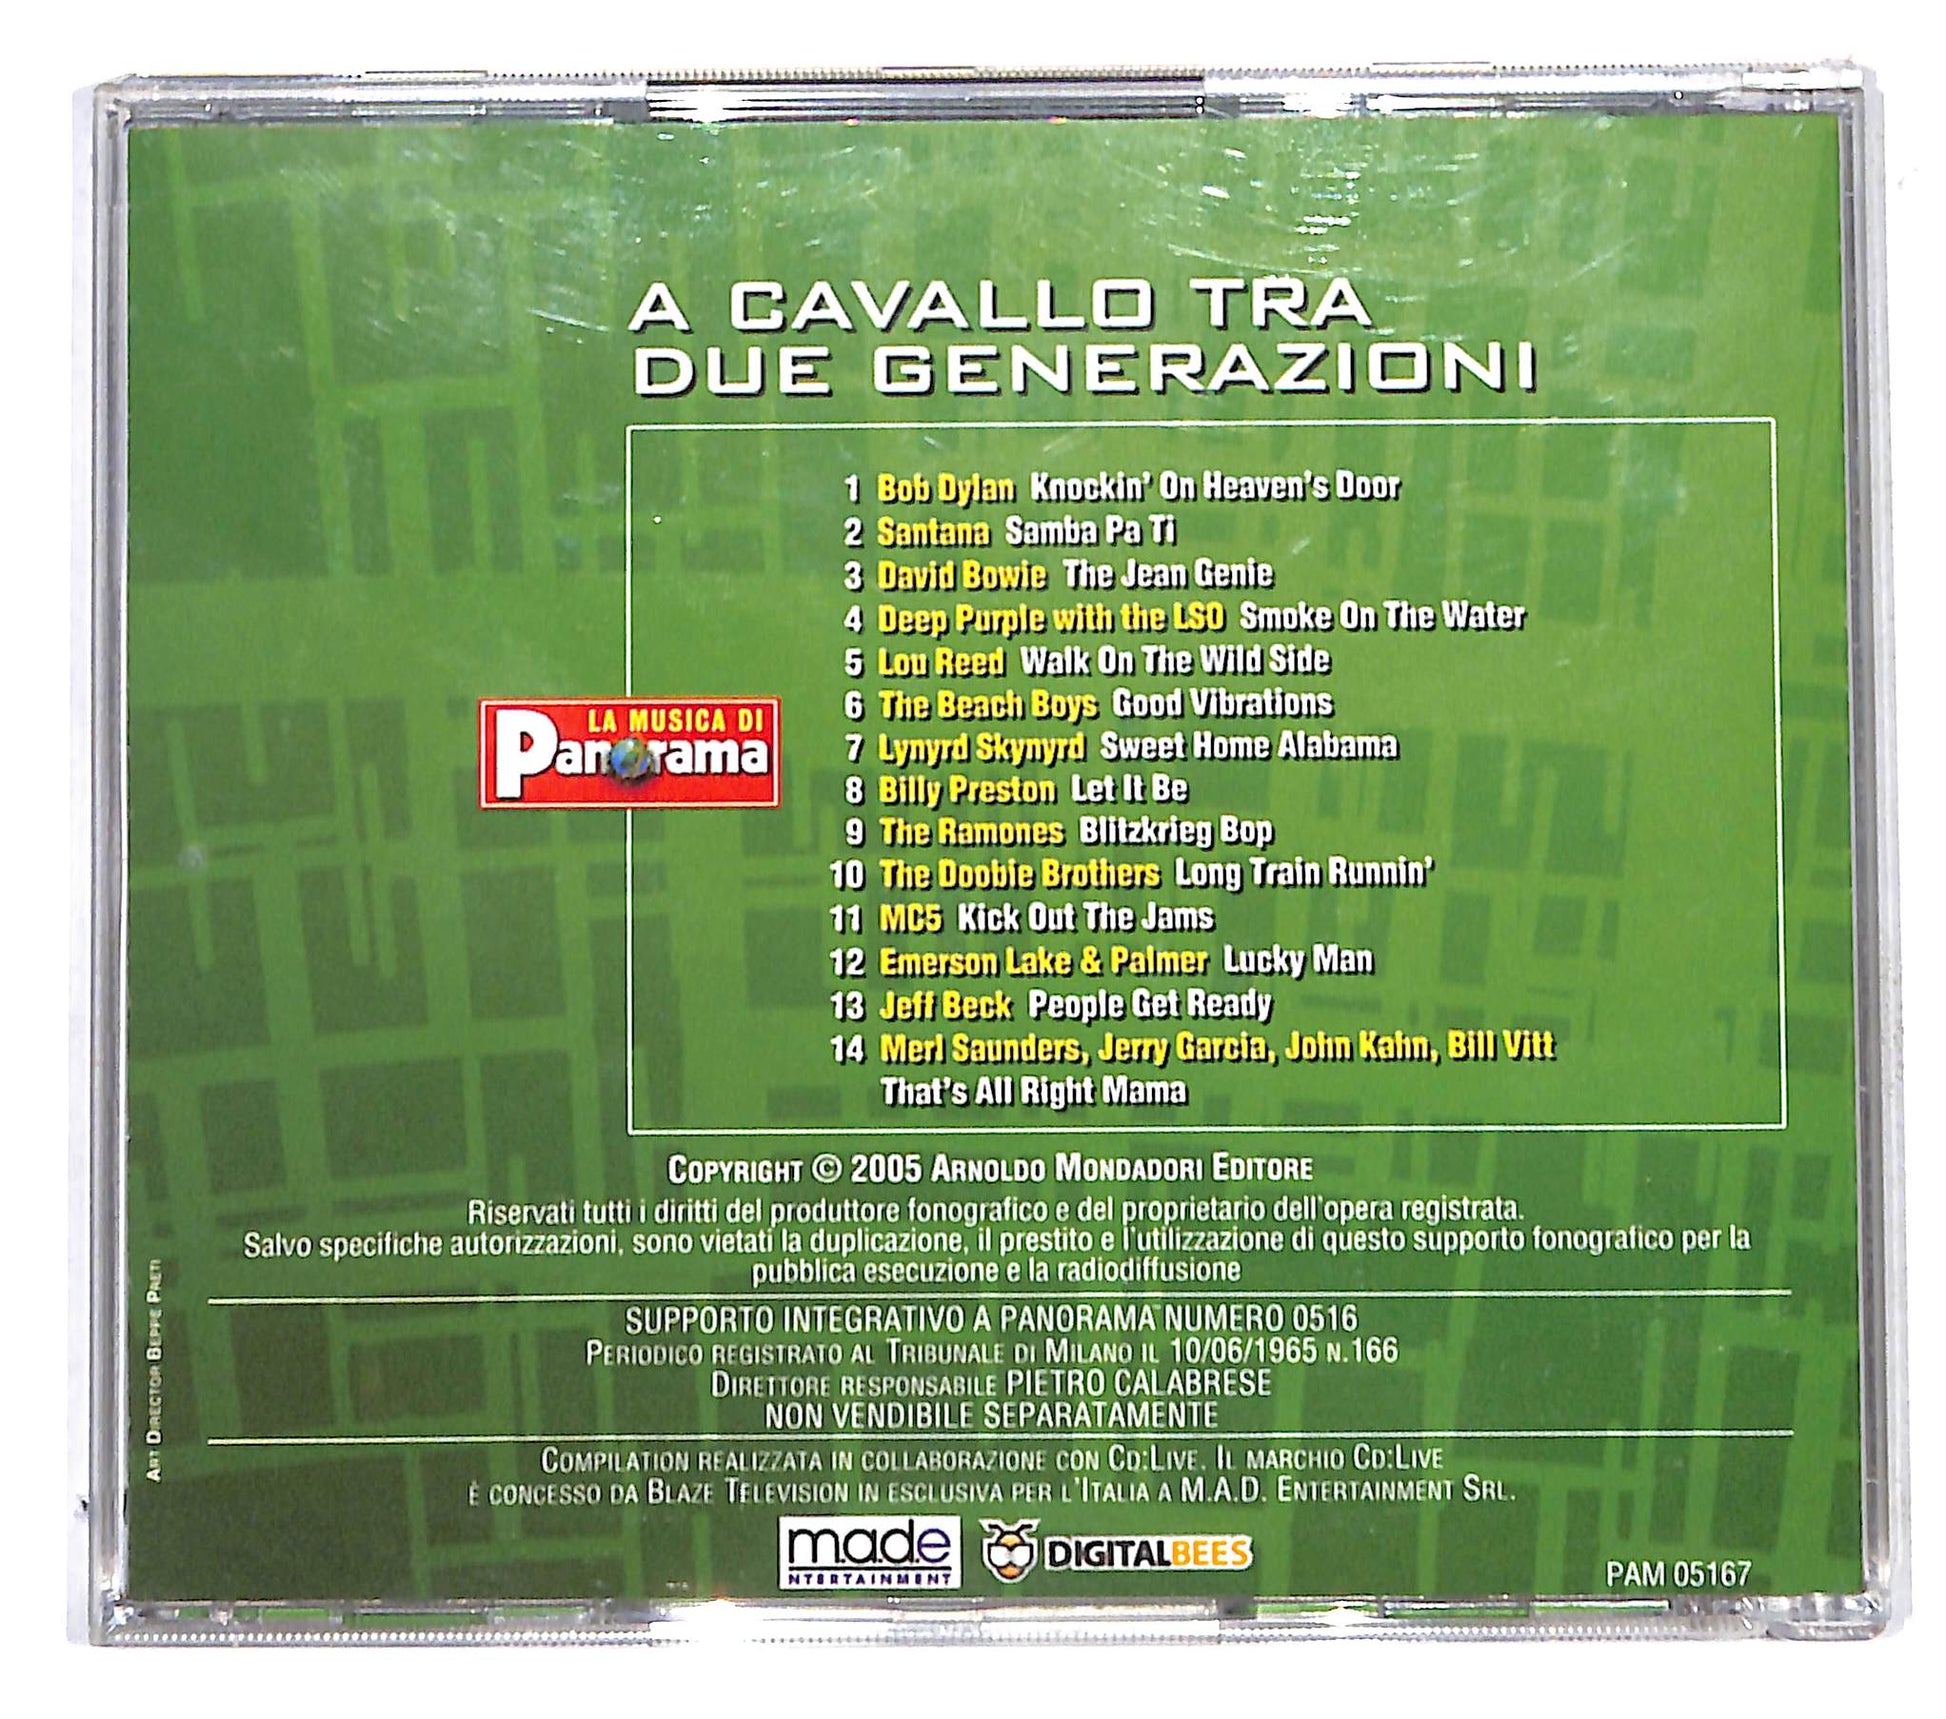 A CAVALLO TRA
DUE GENERAZIONI
1 Bob Dylan Knockin' On Heaven's Door
2 Santana Samba Pa Ti
3 David Bowie The Jean Genie
4 Deep Purple with the LSO Smoke On The Water
5 Lou Reed Walk On The Wild Side
6 The Beach Boys Good Vibrations
7 Lynyrd Skynyrd Sweet Home Alabama
8 Billy Preston Let It Be
9 The Ramones Blitzkrieg Bop
10 The Doobie Brothers Long Train Runnin'
11 MC5 Kick Out The Jams
12 Emerson Lake & Palmer Lucky Man
13 Jeff Beck People Get Ready
14 Merl Saunders, Jerry Garcia, John Kahn, Bill Vitt
That's All Right Mama
LA MUSICA DI
Panorama
COPYRIGHT © 2005 ARNOLDO MONDADORI EDITORE
Riservati tutti i diritti del produttore fonografico e del proprietario dell'opera registrata.
Salvo specifiche autorizzazioni, sono vietati la duplicazione, il prestito e l'utilizzazione di questo supporto fonografico per la
pubblica esecuzione e la radiodiffusione
SUPPORTO INTEGRATIVO A PANORAMA NUMERO 0516
PERIODICO REGISTRATO AL TRIBUNALE DI MILANO IL 10/06/1965 N.166
DIRETTORE RESPONSABILE PIETRO CALABRESE
NON VENDIBILE SEPARATAMENTE
COMPILATION REALIZZATA IN COLLABORAZIONE CON CD:LIVE. IL MARCHIO CD:LIVE
È CONCESSO DA BLAZE TELEVISION IN ESCLUSIVA PER L'ITALIA A M.A.D. ENTERTAINMENT SRL.
m.a.d.e
NTERTAINMENT
DIGITALBEES
PAM 05167
ART DIRECTOR BEPPE PRETI